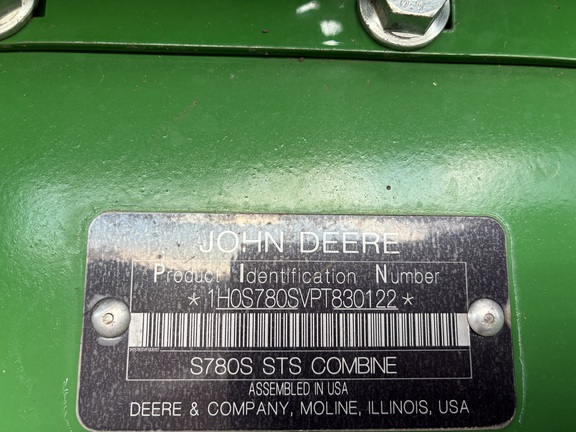 JOHN DEERE
Product Identification Number
*1H0S780SVPT830122*
S780S STS COMBINE
ASSEMBLED IN USA
DEERE & COMPANY, MOLINE, ILLINOIS, USA